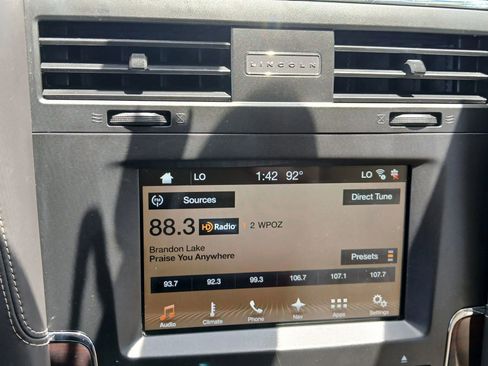 LINCOLN
LO 1:42 92° LO
FM Sources Direct Tune
88.3 HD Radio 2 WPOZ
Brandon Lake
Praise You Anywhere
Presets
93.7 92.3 99.3 106.7 107.1 107.7
Audio Climate Phone Nav Apps Settings